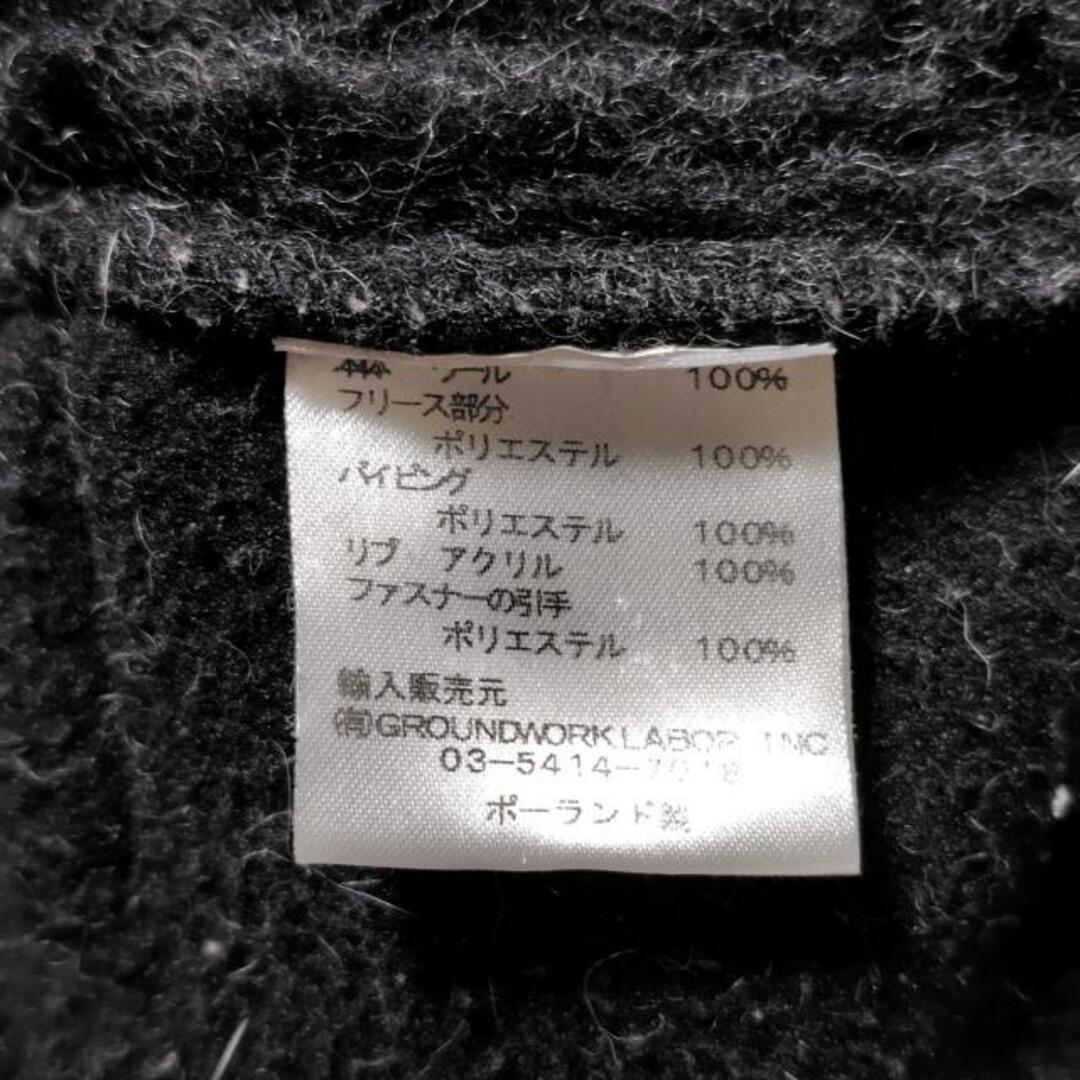 ウール 100%
フリース部分
ポリエステル 100%
パイピング
ポリエステル 100%
リブ アクリル 100%
ファスナーの引手
ポリエステル 100%
輸入販売元
(有)GROUNDWORK LABOR. INC
03-5414-
ポーランド製